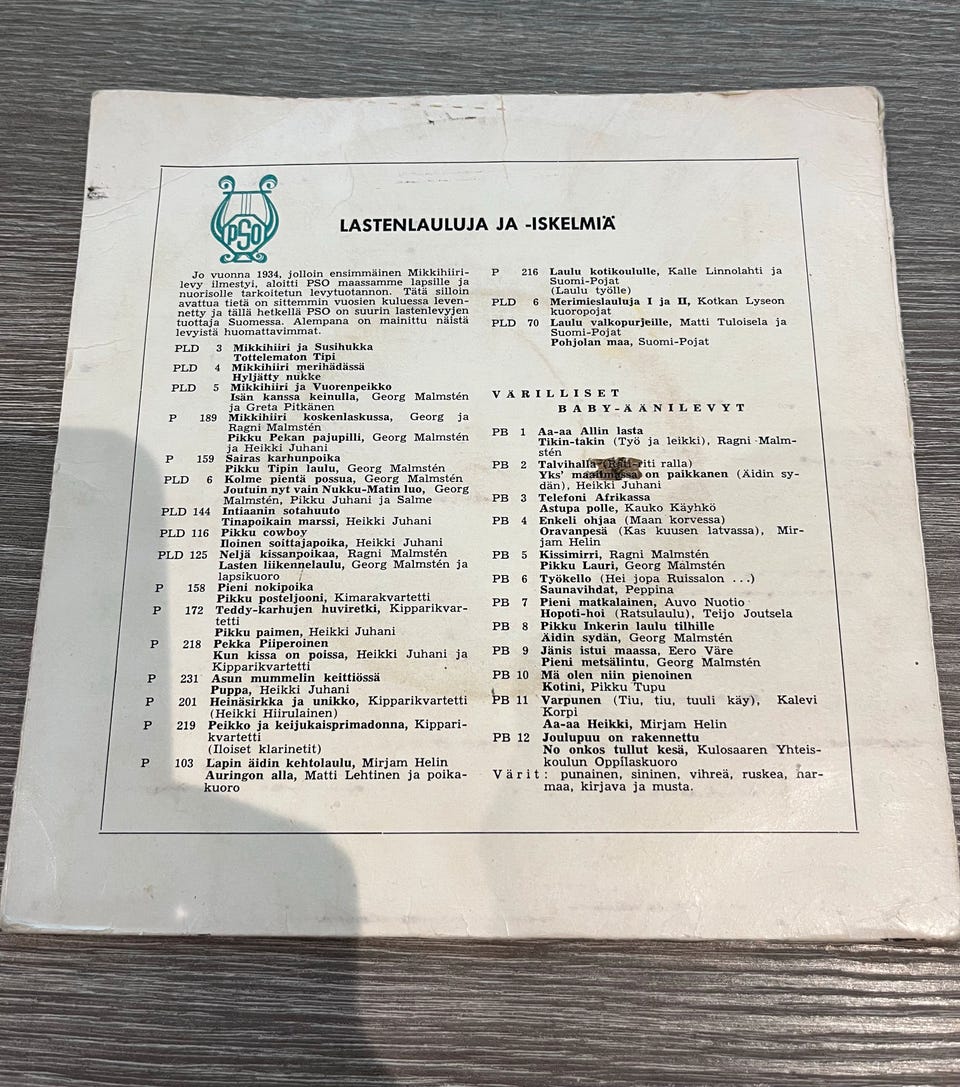 PSO
LASTENLAULUJA JA -ISKELMIÄ
Jo vuonna 1934, jolloin ensimmäinen Mikkihiiri-
levy ilmestyi, aloitti PSO maassamme lapsille ja
nuorisolle tarkoitetun levytuotannon. Tätä silloin
avattua tietä on sittemmin vuosien kuluessa leven-
netty ja tällä hetkellä PSO on suurin lastenlevyjen
tuottaja Suomessa. Alempana on mainittu näistä
levyistä huomattavimmat.
PLD 3 Mikkihiiri ja Susihukka
Tottelematon Tipi
PLD 4 Mikkihiiri merihädässä
Hyljätty nukke
PLD 5 Mikkihiiri ja Vuorenpeikko
Isän kanssa keinulla, Georg Malmstén
ja Greta Pitkänen
P 189 Mikkihiiri koskenlaskussa, Georg ja
Ragni Malmstén
Pikku Pekan pajupilli, Georg Malmstén
ja Heikki Juhani
P 159 Sairas karhunpoika
Pikku Tipin laulu, Georg Malmstén
PLD 6 Kolme pientä possua, Georg Malmstén
Joutuin nyt vain Nukku-Matin luo, Georg
Malmstén, Pikku Juhani ja Salme
PLD 144 Intiaanin sotahuuto
Tinapoikain marssi, Heikki Juhani
PLD 116 Pikku cowboy
Iloinen soittajapoika, Heikki Juhani
PLD 125 Neljä kissanpoikaa, Ragni Malmstén
Lasten liikennelaulu, Georg Malmstén ja
lapsikuoro
P 158 Pieni nokipoika
Pikku posteljooni, Kimarakvartetti
P 172 Teddy-karhujen huviretki, Kipparikvar-
tetti
Pikku paimen, Heikki Juhani
P 218 Pekka Piiperoinen
Kun kissa on poissa, Heikki Juhani ja
Kipparikvartetti
P 231 Asun mummelin keittiössä
Puppa, Heikki Juhani
P 201 Heinäsirkka ja unikko, Kipparikvartetti
(Heikki Hiirulainen)
P 219 Peikko ja keijukaisprimadonna, Kippari-
kvartetti
(Iloiset klarinetit)
P 103 Lapin äidin kehtolaulu, Mirjam Helin
Auringon alla, Matti Lehtinen ja poika-
kuoro
P 216 Laulu kotikoululle, Kalle Linnolahti ja
Suomi-Pojat
(Laulu työlle)
PLD 6 Merimieslauluja I ja II, Kotkan Lyseon
kuoropojat
PLD 70 Laulu valkopurjeille, Matti Tuloisela ja
Suomi-Pojat
Pohjolan maa, Suomi-Pojat
VÄRILLISET
BABY-ÄÄNILEVYT
PB 1 Aa-aa Allin lasta
Tikin-takin (Työ ja leikki), Ragni Malm-
stén
PB 2 Talvihalla ralla)
Yks' on paikkanen (Äidin sy-
dän), Heikki Juhani
PB 3 Telefoni Afrikassa
Astupa polle, Kauko Käyhkö
PB 4 Enkeli ohjaa (Maan korvessa)
Oravanpesä (Kas kuusen latvassa), Mir-
jam Helin
PB 5 Kissimirri, Ragni Malmstén
Pikku Lauri, Georg Malmstén
PB 6 Työkello (Hei jopa Ruissalon ...)
Saunavihdat, Peppina
PB 7 Pieni matkalainen, Auvo Nuotio
Hopoti-hoi (Ratsulaulu), Teijo Joutsela
PB 8 Pikku Inkerin laulu tilhille
Äidin sydän, Georg Malmstén
PB 9 Jänis istui maassa, Eero Väre
Pieni metsälintu, Georg Malmstén
PB 10 Mä olen niin pienoinen
Kotini, Pikku Tupu
PB 11 Varpunen (Tiu, tiu, tuuli käy), Kalevi
Korpi
Aa-aa Heikki, Mirjam Helin
PB 12 Joulupuu on rakennettu
No onkos tullut kesä, Kulosaaren Yhteis-
koulun Oppilaskuoro
Värit: punainen, sininen, vihreä, ruskea, har-
maa, kirjava ja musta.